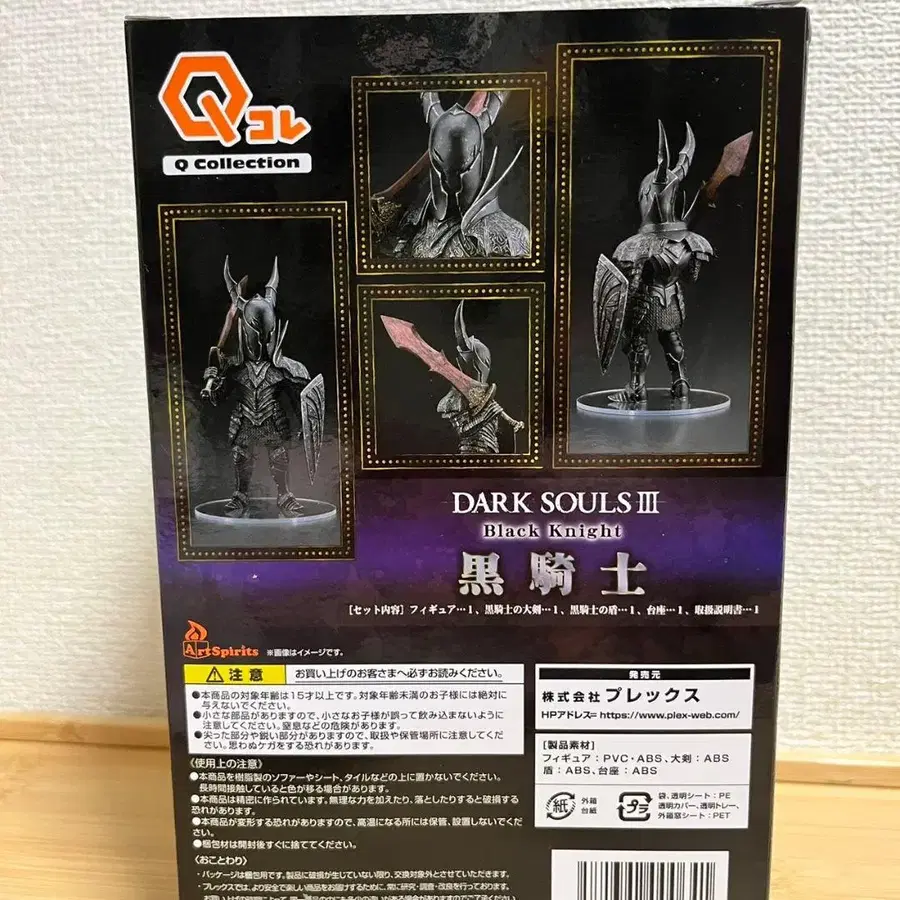 Qコレ
Q Collection
DARK SOULS III
Black Knight
黒騎士
[セット内容] フィギュア…1、黒騎士の大剣…1、黒騎士の盾…1、台座…1、取扱説明書…1
ArtSpirits ※画像はイメージです。
注意 お買い上げのお客さまへ必ずお読みください。
●本商品の対象年齢は15才以上です。対象年齢未満のお子様には絶対に
与えないでください。
●小さな部品がありますので、小さなお子様が誤って飲み込まないように
注意してください。窒息などの危険があります。
●尖った部分や鋭い部分がありますので、取扱や保管場所に注意してくだ
さい。思わぬケガをする恐れがあります。
〈使用上の注意〉
●本商品を樹脂製のソファーやシート、タイルなどの上に置かないでください。
長時間接触していると色が移る場合があります。
●本商品は精密に作られています。無理な力を加えたり、落としたりすると破損する
恐れがあります。
●本商品が変形する恐れがありますので、高温になる所には保管、設置しないでくだ
さい。
●梱包材は開封後すぐに捨ててください。
〈おことわり〉
・パッケージは梱包用です。製品に破損が生じていない限り、交換対象外とさせていただきます。
・プレックスでは、より安全で楽しい商品をお届けするために、常に研究・調査・改良を行っております。
発売元
株式会社 プレックス
HPアドレス= https://www.plex-web.com/
[製品素材]
フィギュア:PVC・ABS、大剣:ABS
盾:ABS、台座:ABS
紙 外箱
台紙
プラ 袋、透明シート:PE
透明カバー、透明トレー、
外箱窓シート:PET